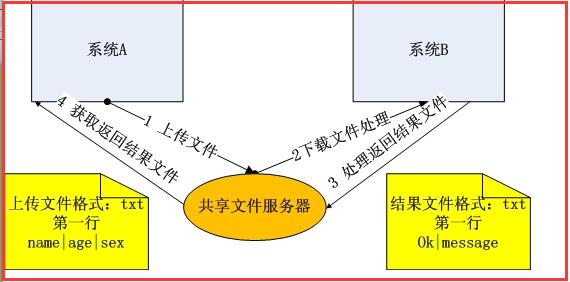 系统A
系统B
1 上传文件
2下载文件处理
3 处理返回结果文件
4 获取返回结果文件
共享文件服务器
上传文件格式：txt
第一行
name|age|sex
结果文件格式：txt
第一行
Ok|message